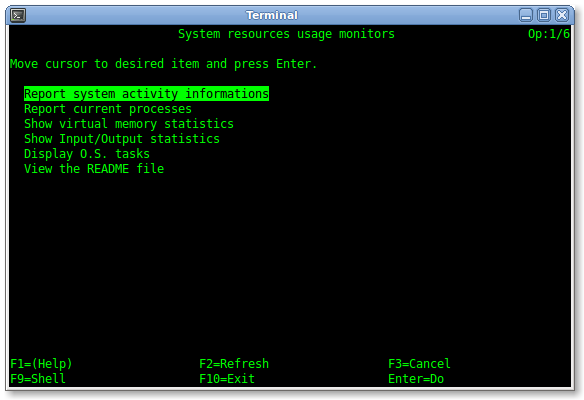 Terminal
System resources usage monitors Op:1/6
Move cursor to desired item and press Enter.
Report system activity informations
Report current processes
Show virtual memory statistics
Show Input/Output statistics
Display O.S. tasks
View the README file
F1=(Help) F2=Refresh F3=Cancel
F9=Shell F10=Exit Enter=Do